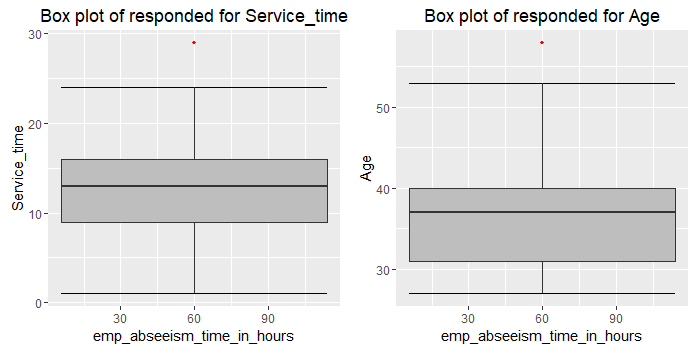 Box plot of responded for Service_time
30
20
10
0
Service_time
30
60
90
emp_abseeism_time_in_hours
Box plot of responded for Age
50
40
30
Age
30
60
90
emp_abseeism_time_in_hours